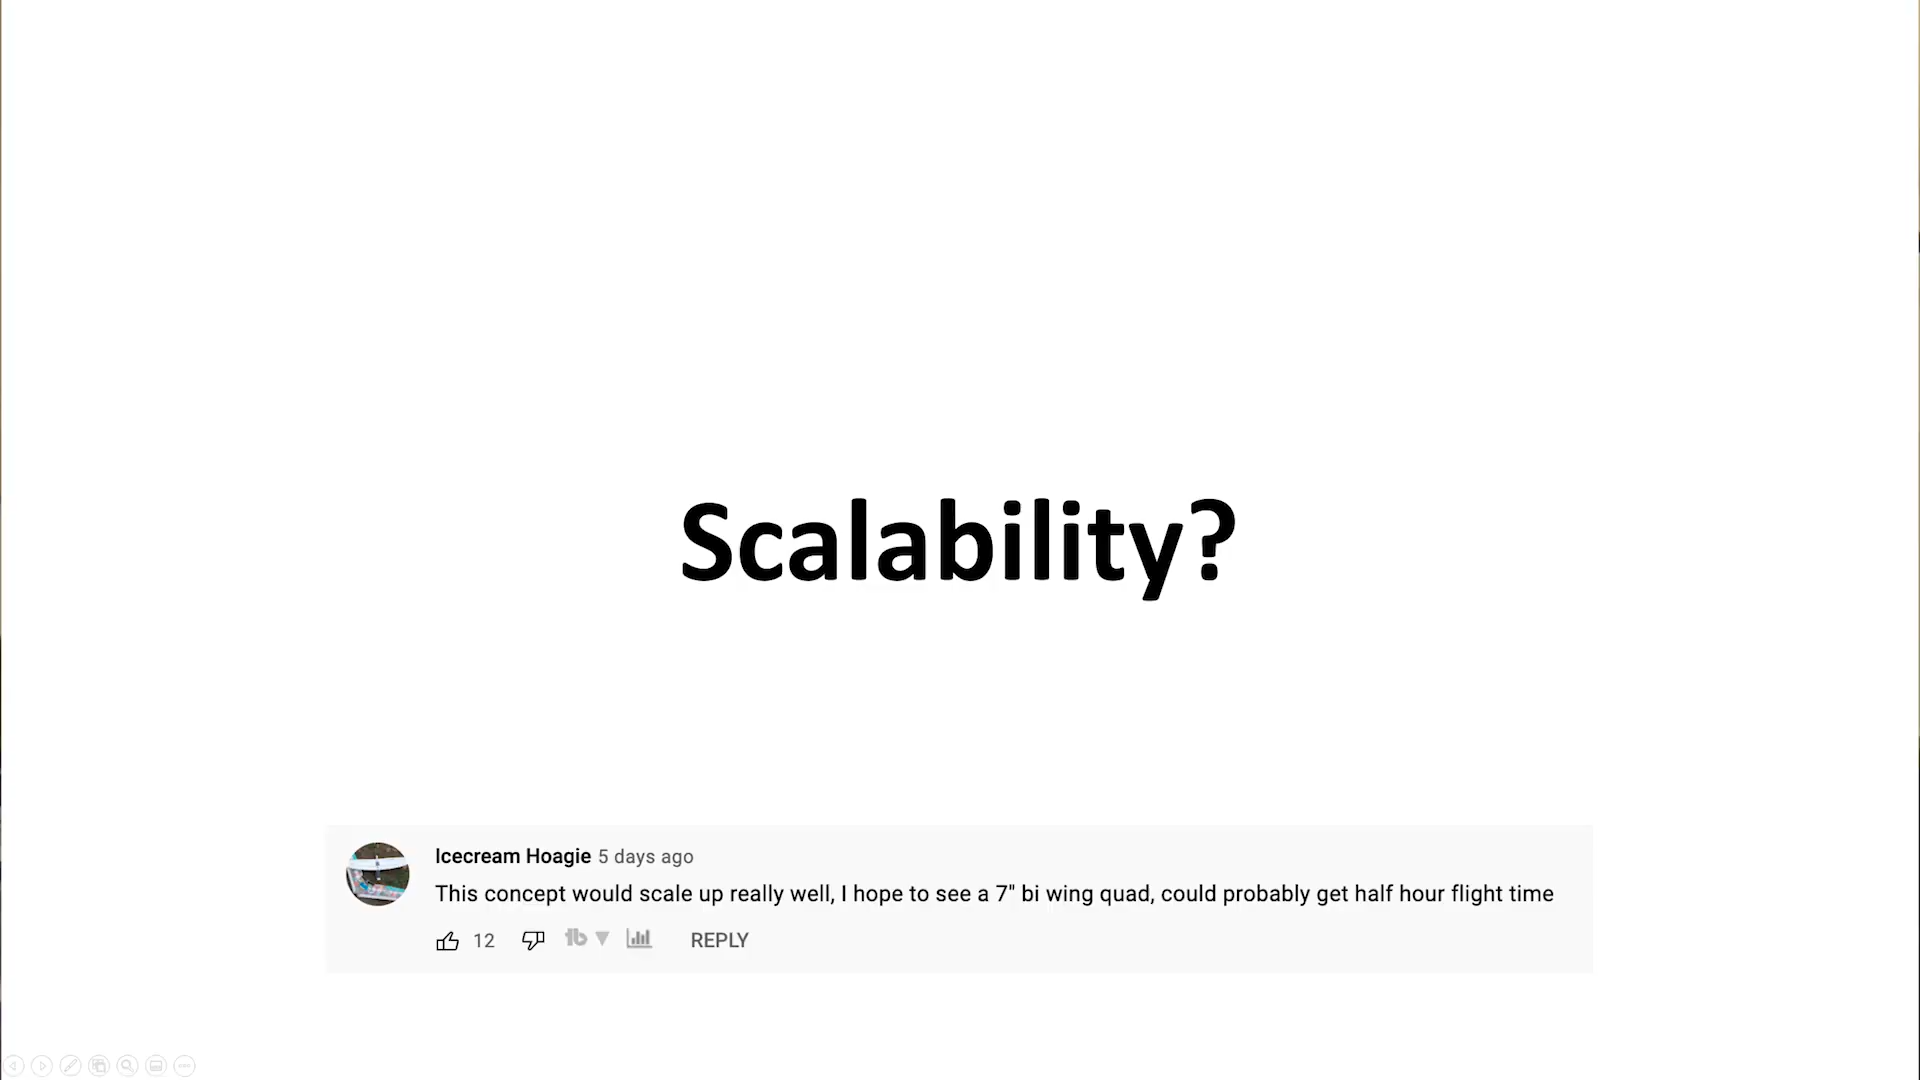 Scalability?
Icecream Hoagie 5 days ago
This concept would scale up really well, I hope to see a 7" bi wing quad, could probably get half hour flight time
12 tb REPLY